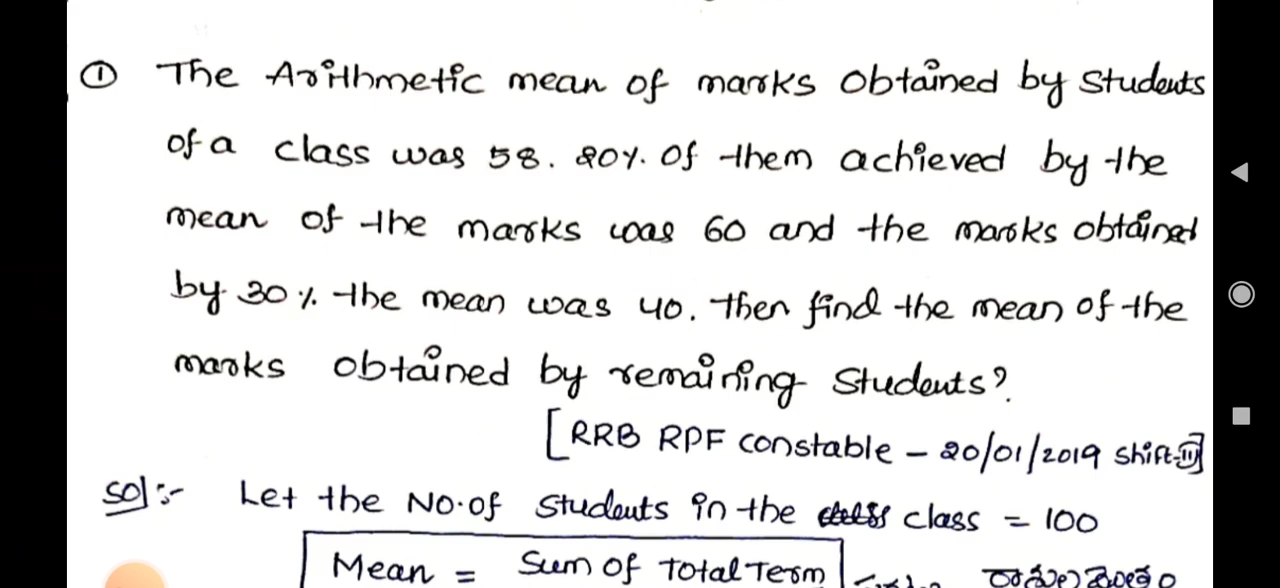 ① The Arithmetic mean of marks obtained by Students
of a class was 58. 20%. of them achieved by the
mean of the marks was 60 and the marks obtained
by 30%. the mean was 40. Then find the mean of the
marks obtained by remaining Students?
[RRB RPF constable – 20/01/2019 Shift-III]
Sol :- Let the No.of Students in the class = 100
Mean = Sum of Total Term